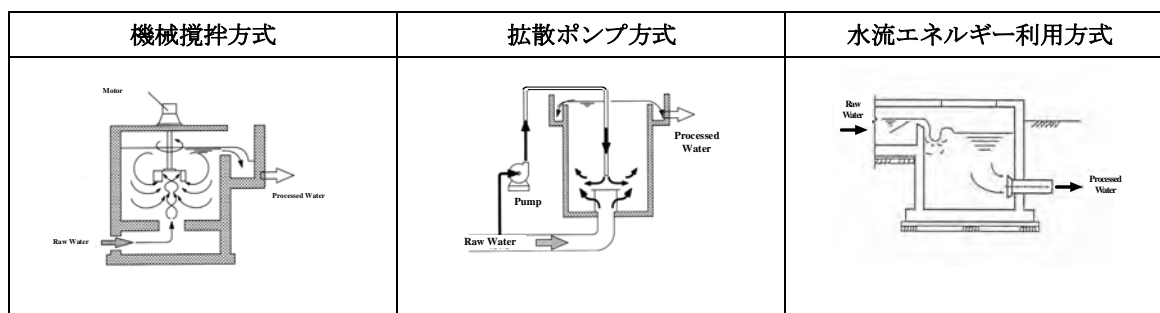 機械撹拌方式
拡散ポンプ方式
水流エネルギー利用方式
Motor
Processed Water
Raw Water
Processed
Water
Pump
Raw Water
Raw
Water
Processed
Water